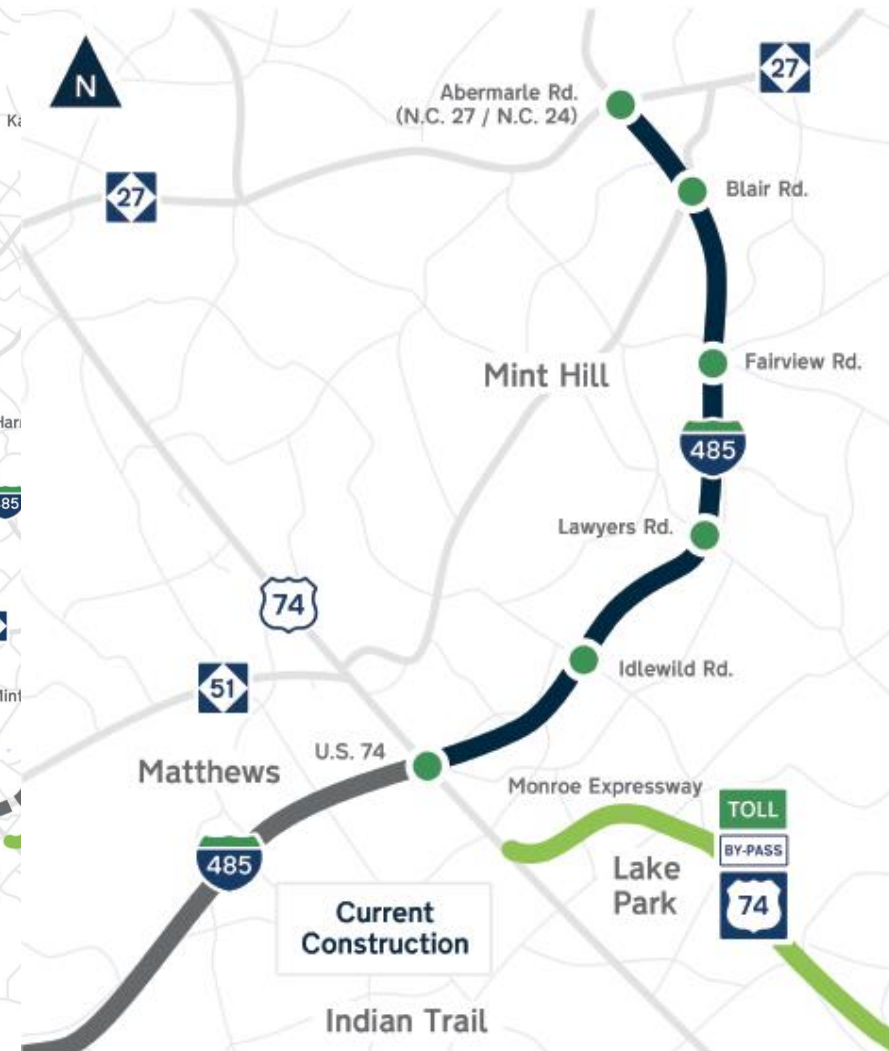 N
27
Abermarle Rd.
(N.C. 27 / N.C. 24)
27
Blair Rd.
Mint Hill
Fairview Rd.
485
Lawyers Rd.
74
51
Idlewild Rd.
U.S. 74
Matthews
Monroe Expressway
TOLL
BY-PASS
74
485
Lake
Park
Current
Construction
Indian Trail